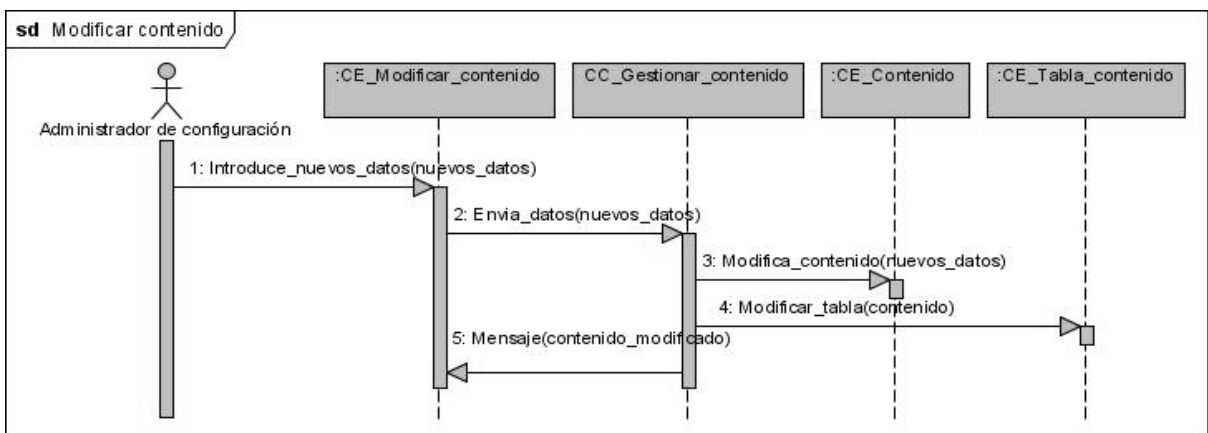 sd Modificar contenido
:CE_Modificar_contenido
CC_Gestionar_contenido
:CE_Contenido
:CE_Tabla_contenido
Administrador de configuración
1: Introduce_nuevos_datos(nuevos_datos)
2: Envia_datos(nuevos_datos)
3: Modifica_contenido(nuevos_datos)
4: Modificar_tabla(contenido)
5: Mensaje(contenido_modificado)